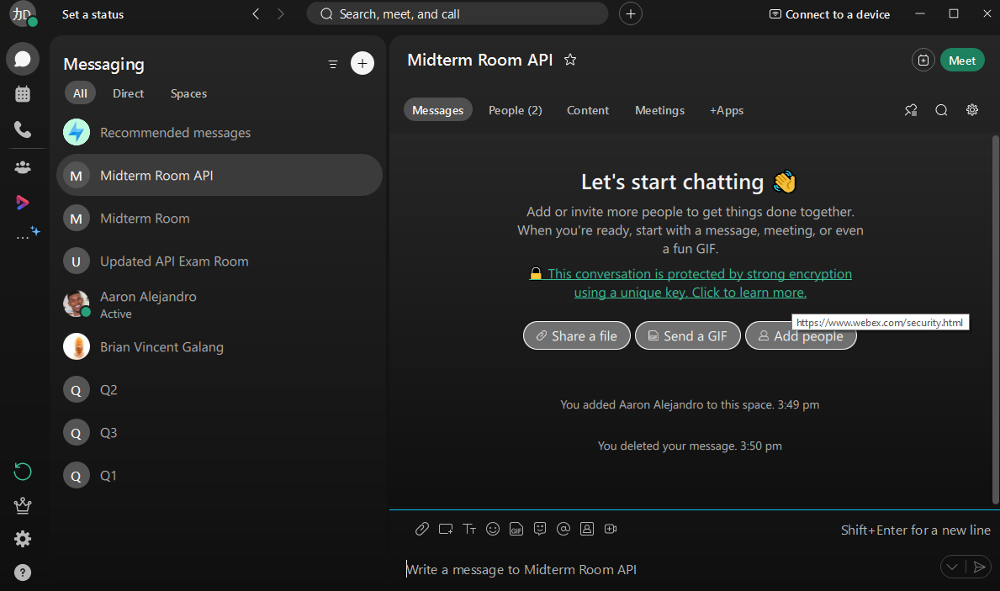 力D
Set a status
Search, meet, and call
Connect to a device
Messaging
All
Direct
Spaces
Recommended messages
M
Midterm Room API
M
Midterm Room
U
Updated API Exam Room
Aaron Alejandro
Active
Brian Vincent Galang
Q
Q2
Q
Q3
Q
Q1
Midterm Room API
Meet
Messages
People (2)
Content
Meetings
+Apps
Let's start chatting 👋
Add or invite more people to get things done together.
When you're ready, start with a message, meeting, or even
a fun GIF.
🔒 This conversation is protected by strong encryption
using a unique key. Click to learn more.
https://www.webex.com/security.html
Share a file
GIF
Send a GIF
Add people
You added Aaron Alejandro to this space. 3:49 pm
You deleted your message. 3:50 pm
GIF
Shift+Enter for a new line
Write a message to Midterm Room API